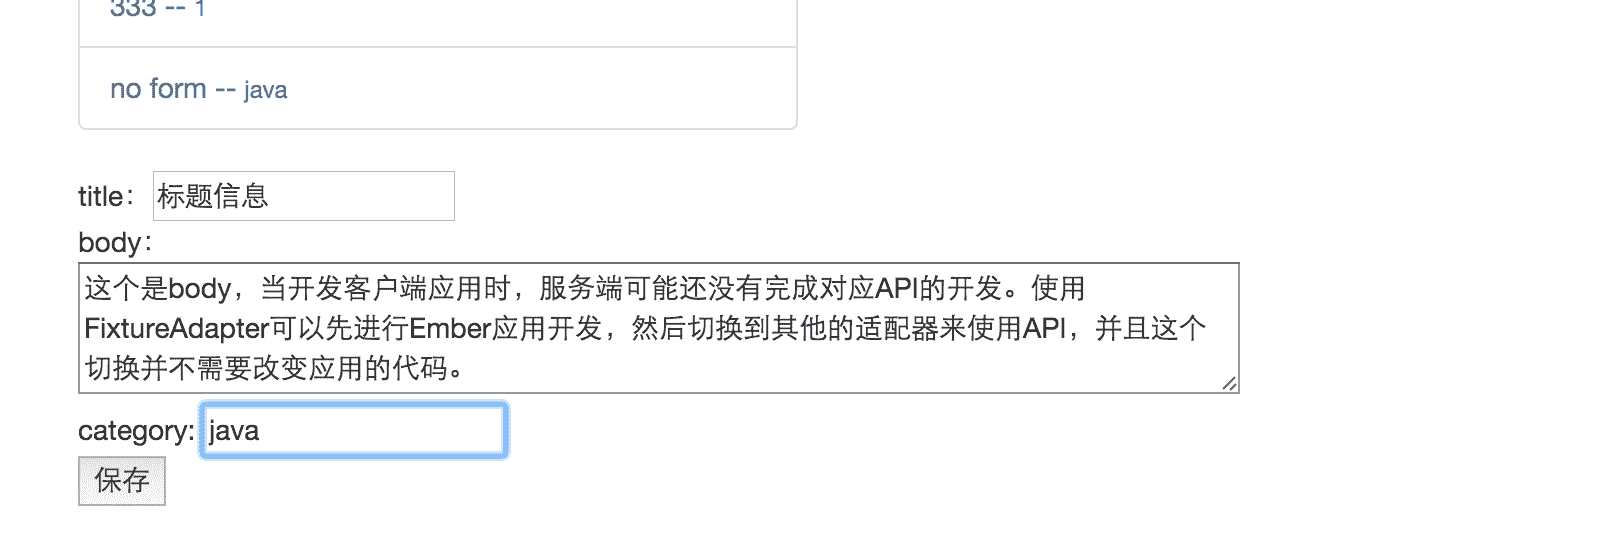 333 -- 1
no form -- java
title： 标题信息
body：
这个是body，当开发客户端应用时，服务端可能还没有完成对应API的开发。使用
FixtureAdapter可以先进行Ember应用开发，然后切换到其他的适配器来使用API，并且这个
切换并不需要改变应用的代码。
category: java
保存